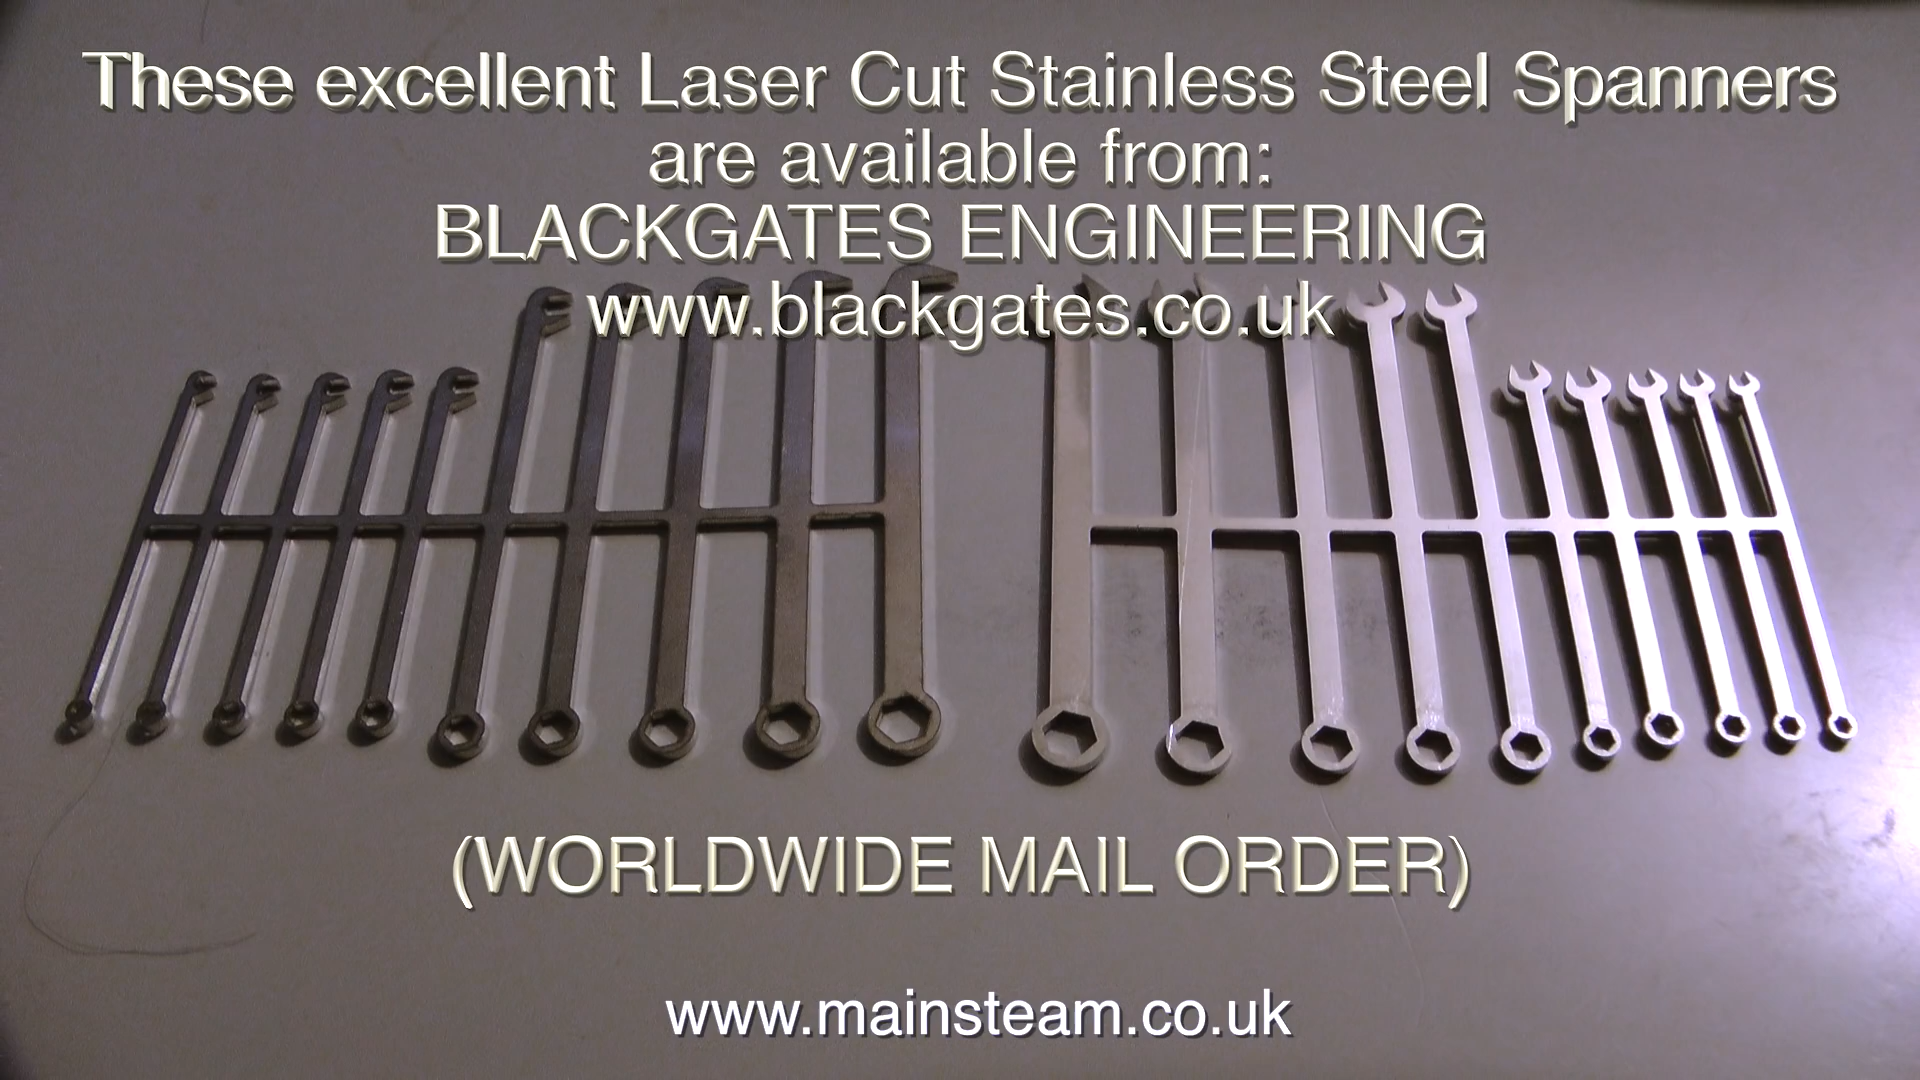 These excellent Laser Cut Stainless Steel Spanners
are available from:
BLACKGATES ENGINEERING
www.blackgates.co.uk
(WORLDWIDE MAIL ORDER)
www.mainsteam.co.uk